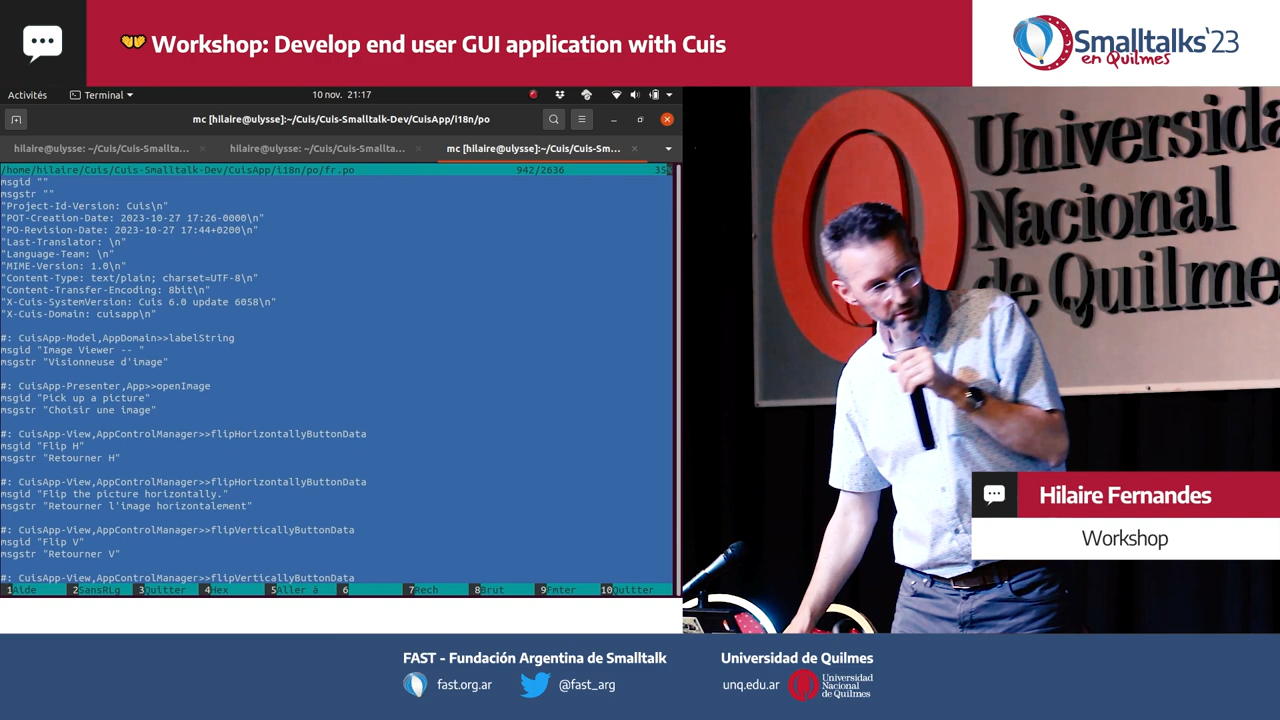 Workshop: Develop end user GUI application with Cuis
Smalltalks'23
en Quilmes
Activités
Terminal
10 nov. 21:17
mc [hilaire@ulysse]:~/Cuis/Cuis-Smalltalk-Dev/CuisApp/i18n/po
hilaire@ulysse: ~/Cuis/Cuis-Smallta...
hilaire@ulysse: ~/Cuis/Cuis-Smallta...
mc [hilaire@ulysse]:~/Cuis/Cuis-Sm...
/home/hilaire/Cuis/Cuis-Smalltalk-Dev/CuisApp/i18n/po/fr.po 942/2636 35%
msgid ""
msgstr ""
"Project-Id-Version: Cuis\n"
"POT-Creation-Date: 2023-10-27 17:26-0000\n"
"PO-Revision-Date: 2023-10-27 17:44+0200\n"
"Last-Translator: \n"
"Language-Team: \n"
"MIME-Version: 1.0\n"
"Content-Type: text/plain; charset=UTF-8\n"
"Content-Transfer-Encoding: 8bit\n"
"X-Cuis-SystemVersion: Cuis 6.0 update 6058\n"
"X-Cuis-Domain: cuisapp\n"
#: CuisApp-Model,AppDomain>>labelString
msgid "Image Viewer -- "
msgstr "Visionneuse d'image"
#: CuisApp-Presenter,App>>openImage
msgid "Pick up a picture"
msgstr "Choisir une image"
#: CuisApp-View,AppControlManager>>flipHorizontallyButtonData
msgid "Flip H"
msgstr "Retourner H"
#: CuisApp-View,AppControlManager>>flipHorizontallyButtonData
msgid "Flip the picture horizontally."
msgstr "Retourner l'image horizontalement"
#: CuisApp-View,AppControlManager>>flipVerticallyButtonData
msgid "Flip V"
msgstr "Retourner V"
#: CuisApp-View,AppControlManager>>flipVerticallyButtonData
1Aide 2SansRLg 3Quitter 4Hex 5Aller à 6 7Rech 8Brut 9Fmter 10Quitter
Universida
Nacional
de Quilme
Hilaire Fernandes
Workshop
FAST - Fundación Argentina de Smalltalk
fast.org.ar
@fast_arg
Universidad de Quilmes
unq.edu.ar
Universidad
Nacional
de Quilmes